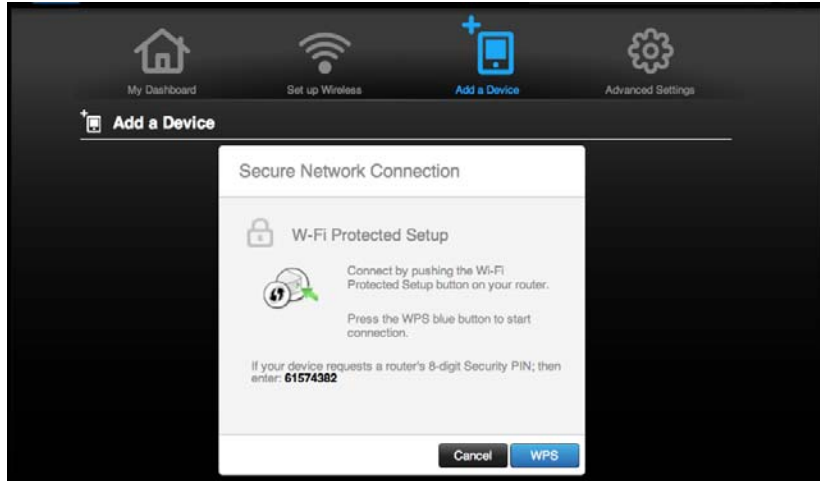 My Dashboard
Set up Wireless
Add a Device
Advanced Settings
Add a Device
Secure Network Connection
W-Fi Protected Setup
Connect by pushing the Wi-Fi
Protected Setup button on your router.
Press the WPS blue button to start
connection.
If your device requests a router's 8-digit Security PIN; then
enter: 61574382
Cancel
WPS